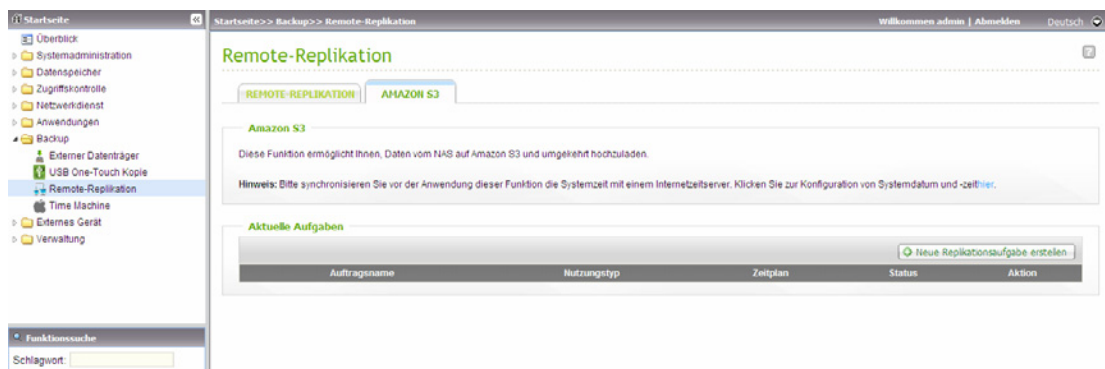 Startseite
Startseite>> Backup>> Remote-Replikation
Willkommen admin | Abmelden
Deutsch
Überblick
Systemadministration
Datenspeicher
Zugriffskontrolle
Netzwerkdienst
Anwendungen
Backup
Externer Datenträger
USB One-Touch Kopie
Remote-Replikation
Time Machine
Externes Gerät
Verwaltung
Funktionssuche
Schlagwort:
Remote-Replikation
REMOTE-REPLIKATION
AMAZON S3
Amazon S3
Diese Funktion ermöglicht Ihnen, Daten vom NAS auf Amazon S3 und umgekehrt hochzuladen.
Hinweis: Bitte synchronisieren Sie vor der Anwendung dieser Funktion die Systemzeit mit einem Internetzeitserver. Klicken Sie zur Konfiguration von Systemdatum und -zeithier.
Aktuelle Aufgaben
Neue Replikationsaufgabe erstellen
Auftragsname Nutzungstyp Zeitplan Status Aktion